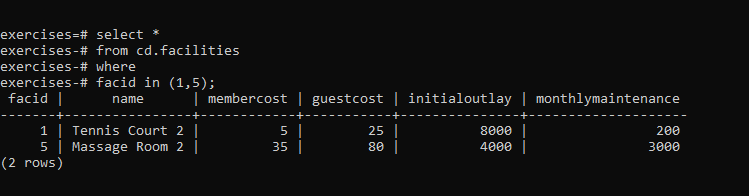 exercises=# select *
exercises-# from cd.facilities
exercises-# where
exercises-# facid in (1,5);
 facid |      name      | membercost | guestcost | initialoutlay | monthlymaintenance
-------+----------------+------------+-----------+---------------+--------------------
     1 | Tennis Court 2 |          5 |        25 |          8000 |                200
     5 | Massage Room 2 |         35 |        80 |          4000 |               3000
(2 rows)